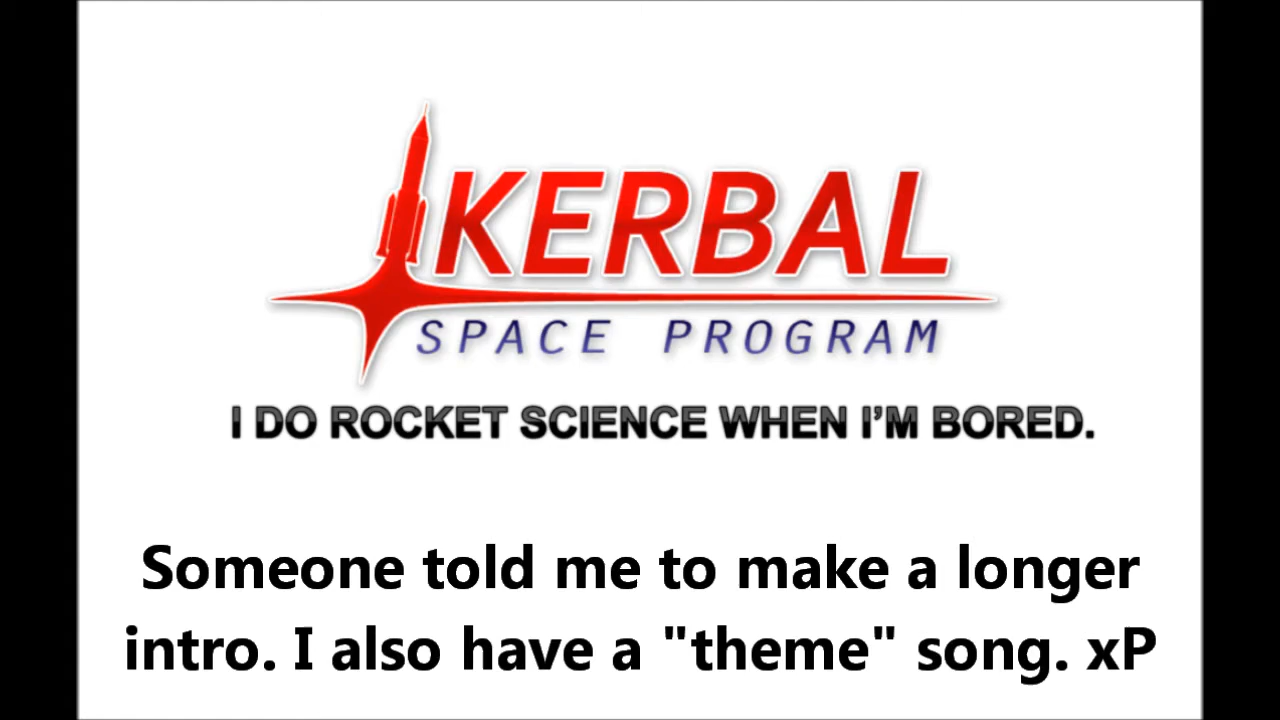 KERBAL
SPACE PROGRAM
I DO ROCKET SCIENCE WHEN I'M BORED.
Someone told me to make a longer
intro. I also have a "theme" song. xP